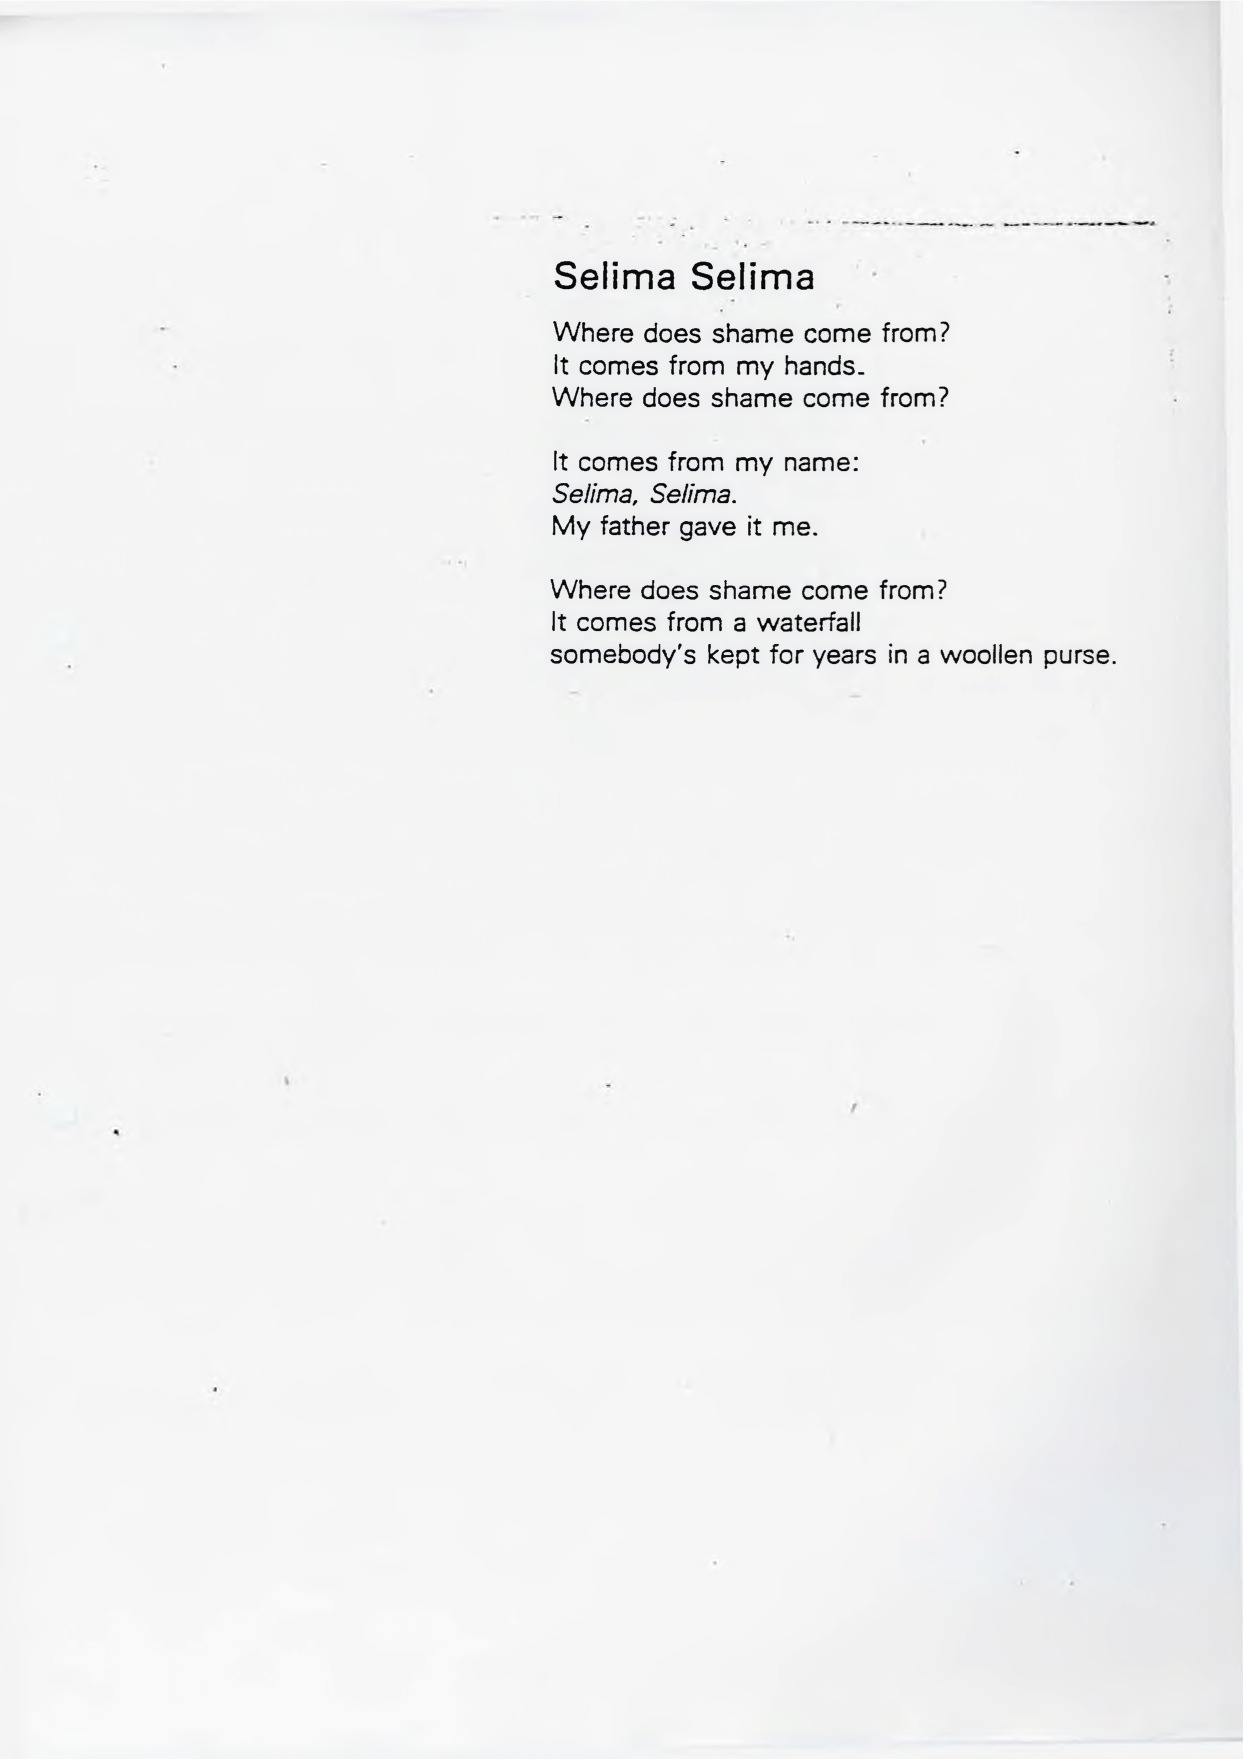 Selima Selima
Where does shame come from?
It comes from my hands.
Where does shame come from?
It comes from my name:
Selima, Selima.
My father gave it me.
Where does shame come from?
It comes from a waterfall
somebody's kept for years in a woollen purse.